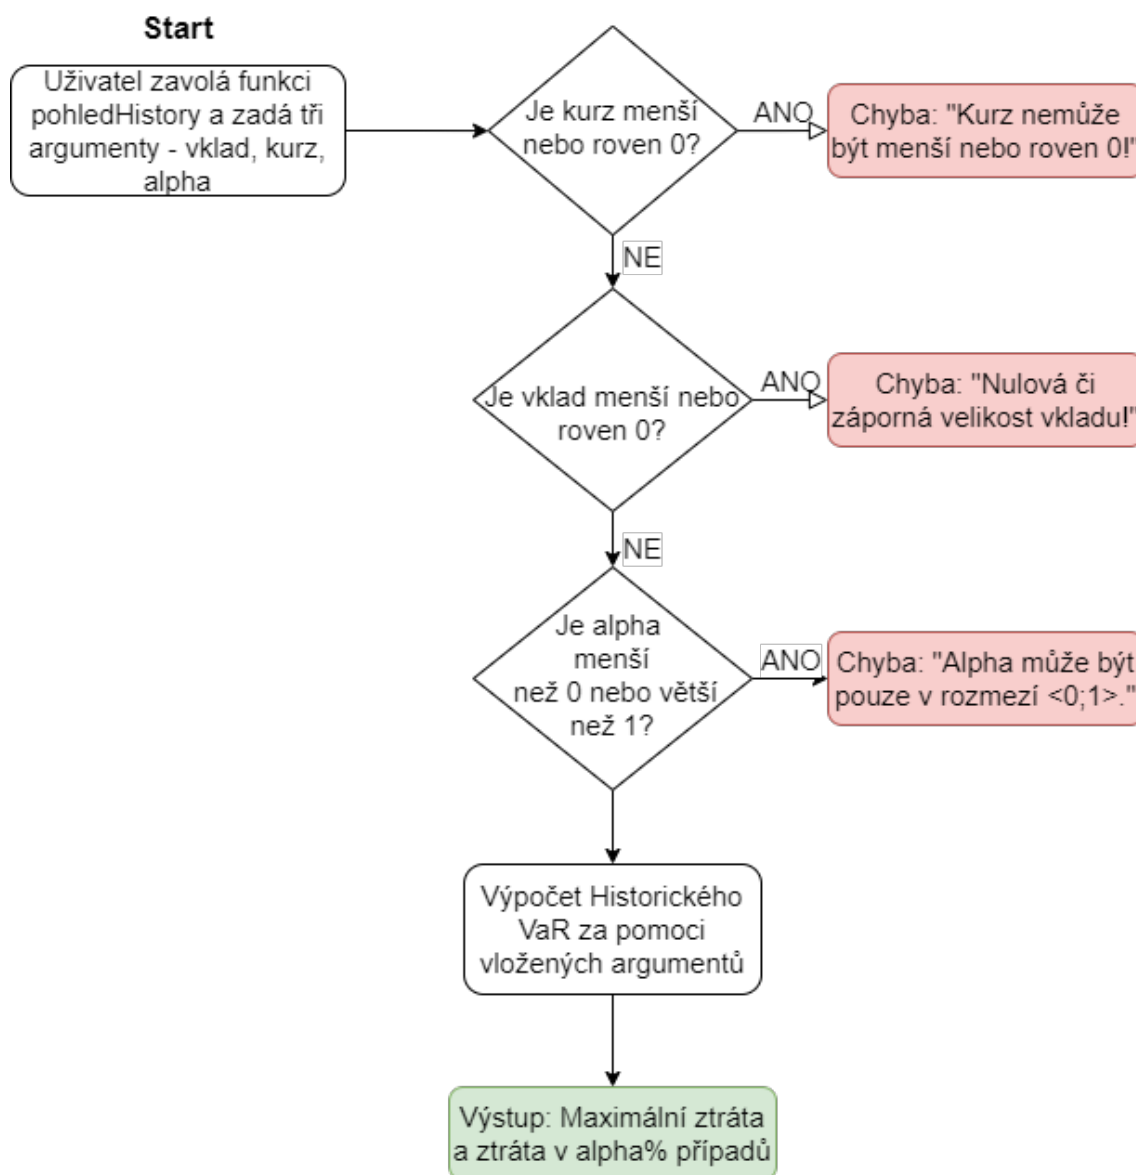 Start
Uživatel zavolá funkci
pohledHistory a zadá tři
argumenty - vklad, kurz,
alpha
Je kurz menší
nebo roven 0?
ANO
Chyba: "Kurz nemůže
být menší nebo roven 0!"
NE
Je vklad menší nebo
roven 0?
ANO
Chyba: "Nulová či
záporná velikost vkladu!"
NE
Je alpha
menší
než 0 nebo větší
než 1?
ANO
Chyba: "Alpha může být
pouze v rozmezí <0;1>."
Výpočet Historického
VaR za pomoci
vložených argumentů
Výstup: Maximální ztráta
a ztráta v alpha% případů